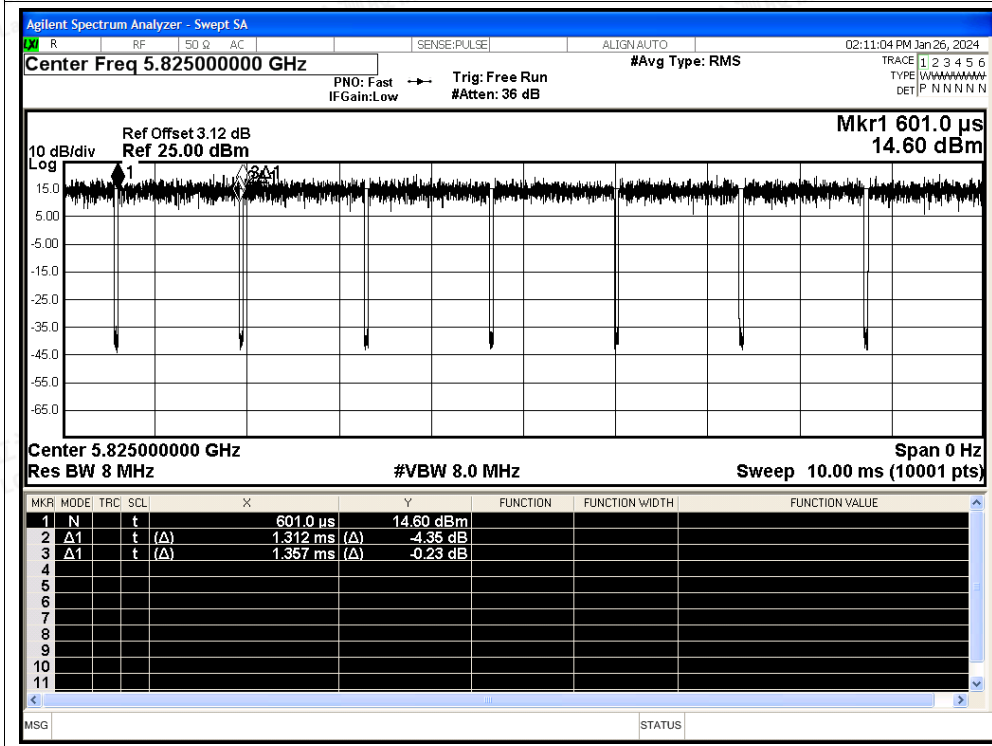 Agilent Spectrum Analyzer - Swept SA
LXI R RF 50 Ω AC SENSE:PULSE ALIGN AUTO 02:11:04 PM Jan 26, 2024
Center Freq 5.825000000 GHz #Avg Type: RMS TRACE 1 2 3 4 5 6
PNO: Fast Trig: Free Run TYPE W
IFGain:Low #Atten: 36 dB DET P N N N N N
Mkr1 601.0 µs
14.60 dBm
Ref Offset 3.12 dB
10 dB/div Ref 25.00 dBm
Log
1 3Δ1
15.0
5.00
-5.00
-15.0
-25.0
-35.0
-45.0
-55.0
-65.0
Center 5.825000000 GHz Span 0 Hz
Res BW 8 MHz #VBW 8.0 MHz Sweep 10.00 ms (10001 pts)
MKR MODE TRC SCL X Y FUNCTION FUNCTION WIDTH FUNCTION VALUE
1 N t 601.0 µs 14.60 dBm
2 Δ1 t (Δ) 1.312 ms (Δ) -4.35 dB
3 Δ1 t (Δ) 1.357 ms (Δ) -0.23 dB
4
5
6
7
8
9
10
11
MSG STATUS